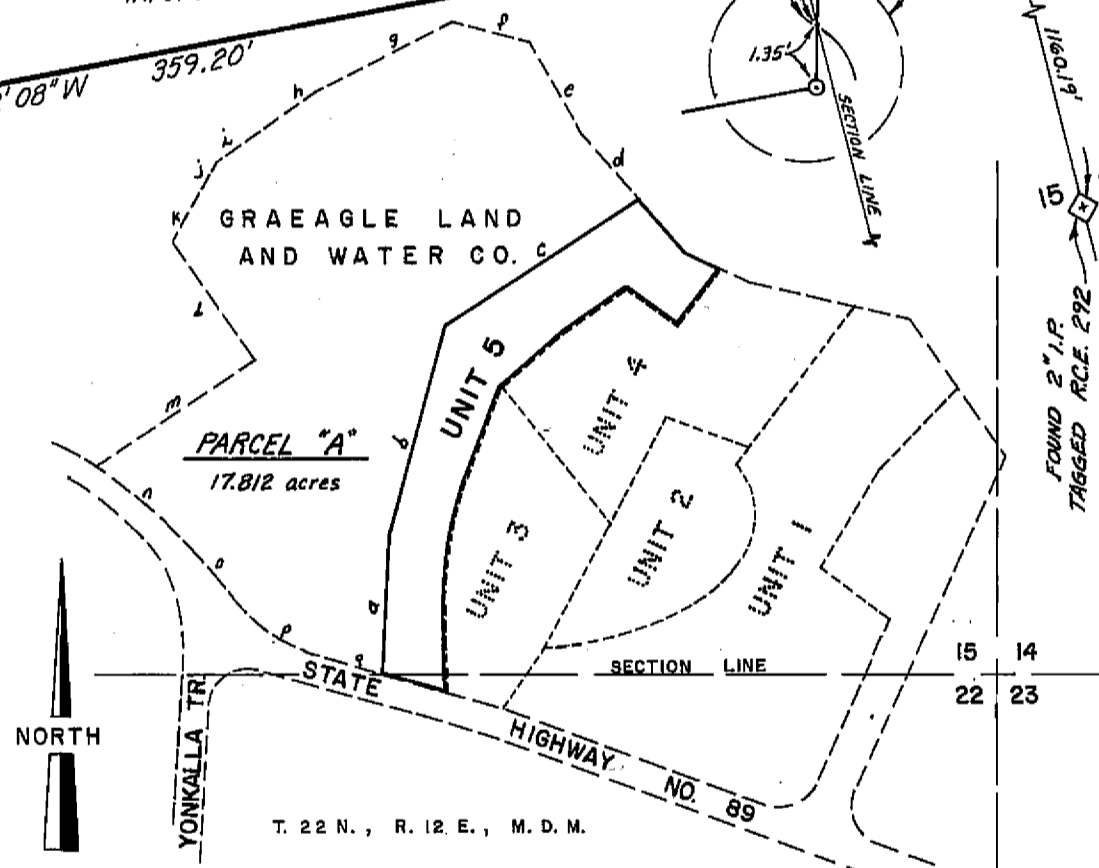 '08" W 359.20'
1.35'
SECTION LINE
1160.19'
15
FOUND 2" I.P.
TAGGED R.C.E. 292
g
f
e
d
h
i
j
k
l
m
n
o
p
q
a
b
c
GRAEAGLE LAND
AND WATER CO.
PARCEL "A"
17.812 acres
UNIT 5
UNIT 4
UNIT 3
UNIT 2
UNIT 1
SECTION LINE
15 14
22 23
STATE HIGHWAY NO. 89
YONKALLA TR.
NORTH
T. 22 N., R. 12 E., M. D. M.